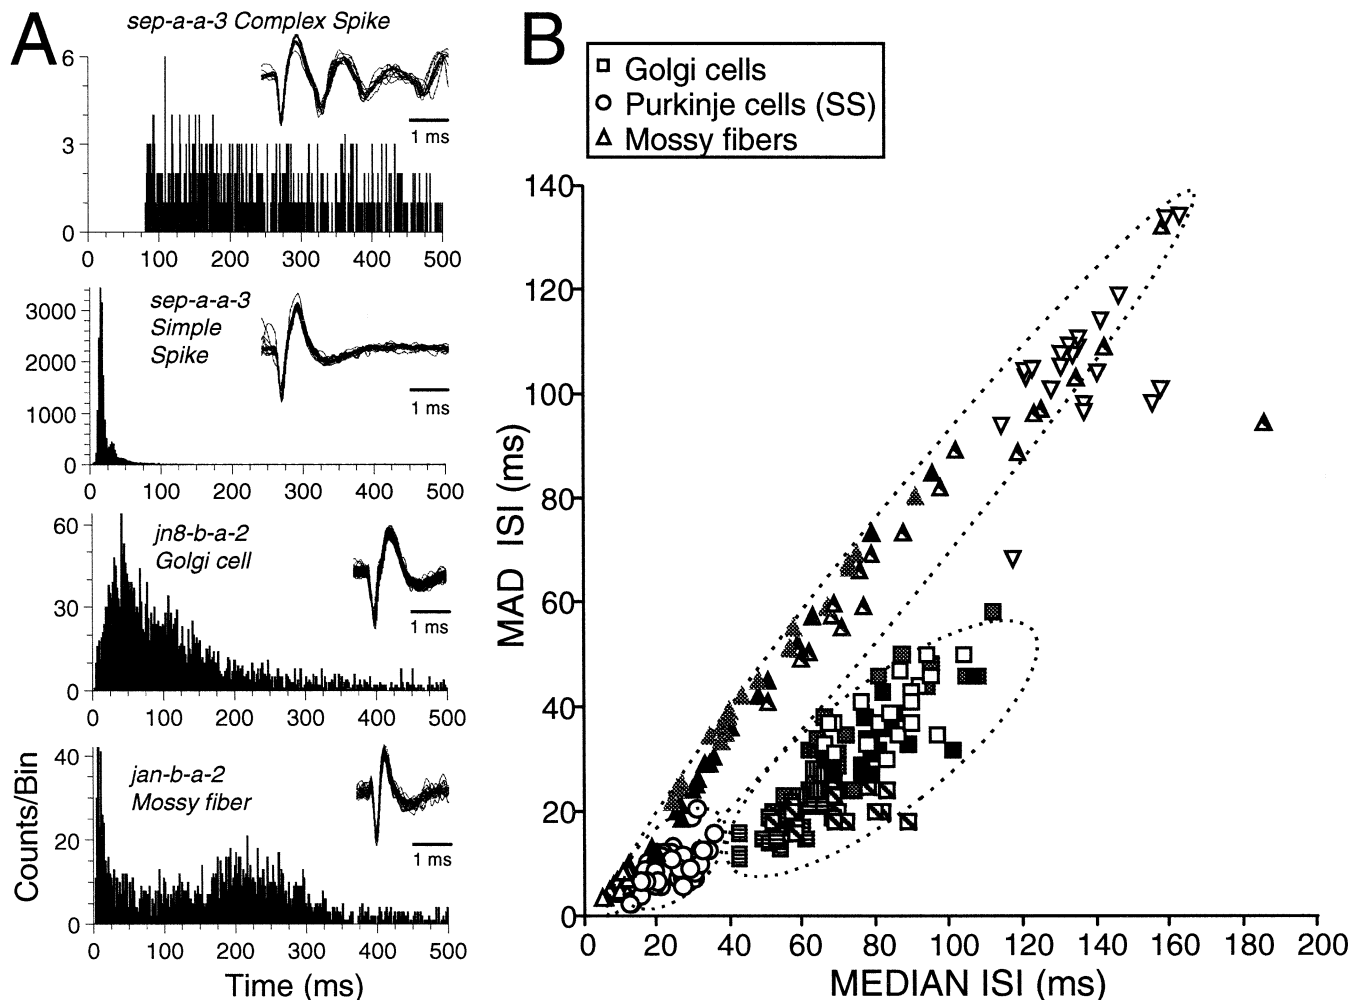 A
sep-a-a-3 Complex Spike
6
3
0
1 ms
0 100 200 300 400 500
sep-a-a-3
Simple
Spike
3000
2000
1000
0
1 ms
0 100 200 300 400 500
jn8-b-a-2
Golgi cell
60
30
0
1 ms
0 100 200 300 400 500
jan-b-a-2
Mossy fiber
40
20
0
1 ms
0 100 200 300 400 500
Counts/Bin
Time (ms)
B
Golgi cells
Purkinje cells (SS)
Mossy fibers
140
120
100
80
60
40
20
0
MAD ISI (ms)
0 20 40 60 80 100 120 140 160 180 200
MEDIAN ISI (ms)